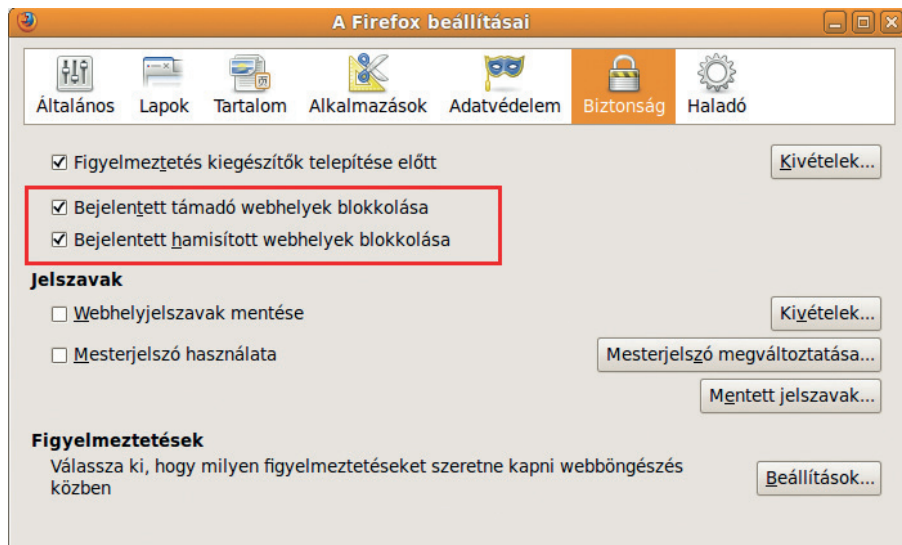 A Firefox beállításai
Általános Lapok Tartalom Alkalmazások Adatvédelem Biztonság Haladó
Figyelmeztetés kiegészítők telepítése előtt Kivételek...
Bejelentett támadó webhelyek blokkolása
Bejelentett hamisított webhelyek blokkolása
Jelszavak
Webhelyjelszavak mentése Kivételek...
Mesterjelszó használata Mesterjelszó megváltoztatása...
Mentett jelszavak...
Figyelmeztetések
Válassza ki, hogy milyen figyelmeztetéseket szeretne kapni webböngészés
közben
Beállítások...